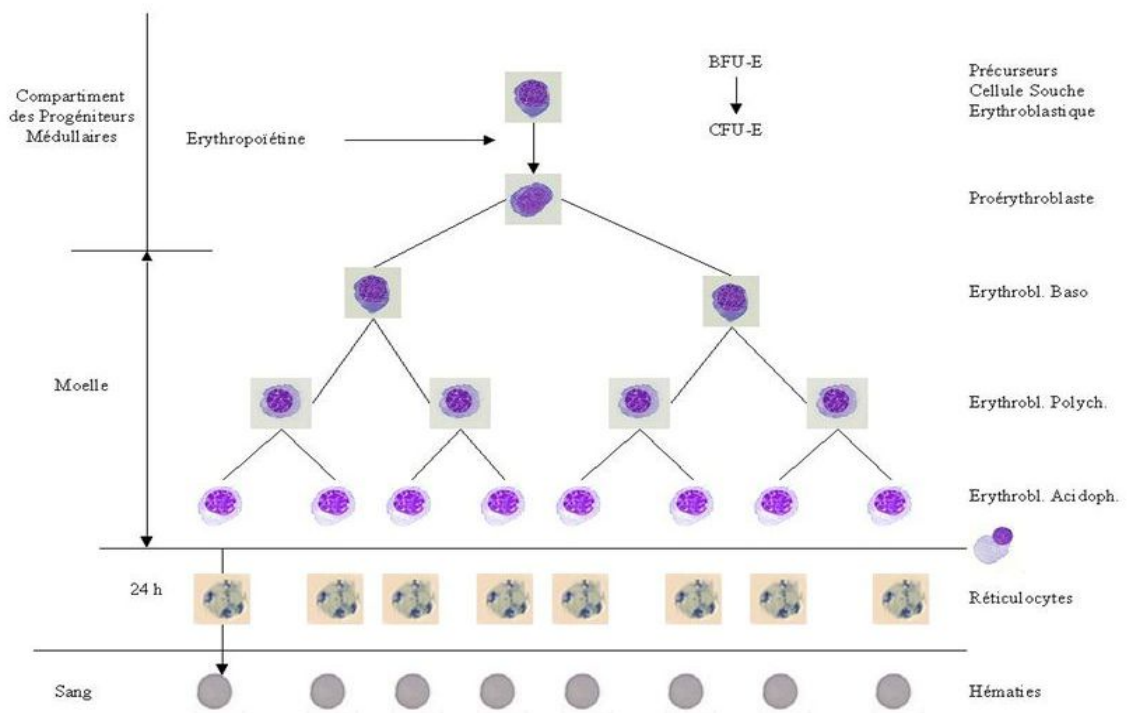 Compartiment
des Progéniteurs
Médullaires
Erythropoïétine
BFU-E
CFU-E
Précurseurs
Cellule Souche
Erythroblastique
Proérythroblaste
Erythrobl. Baso
Moelle
Erythrobl. Polych.
Erythrobl. Acidoph.
24 h
Réticulocytes
Sang
Hématies